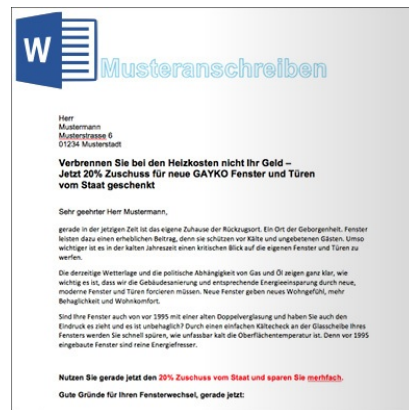 W
Musteranschreiben
Herr
Mustermann
Musterstrasse 6
01234 Musterstadt
Verbrennen Sie bei den Heizkosten nicht Ihr Geld –
Jetzt 20% Zuschuss für neue GAYKO Fenster und Türen
vom Staat geschenkt
Sehr geehrter Herr Mustermann,
gerade in der jetzigen Zeit ist das eigene Zuhause der Rückzugsort. Ein Ort der Geborgenheit. Fenster
leisten dazu einen erheblichen Beitrag, denn sie schützen vor Kälte und ungebetenen Gästen. Umso
wichtiger ist es in der kalten Jahreszeit einen kritischen Blick auf die eigenen Fenster und Türen zu
werfen.
Die derzeitige Wetterlage und die politische Abhängigkeit von Gas und Öl zeigen ganz klar, wie
wichtig es ist, dass wir die Gebäudesanierung und entsprechende Energieeinsparung durch neue,
moderne Fenster und Türen forcieren müssen. Neue Fenster geben neues Wohngefühl, mehr
Behaglichkeit und Wohnkomfort.
Sind Ihre Fenster auch von vor 1995 mit einer alten Doppelverglasung und haben Sie auch den
Eindruck es zieht und es ist unbehaglich? Durch einen einfachen Kältecheck an der Glasscheibe Ihres
Fensters werden Sie schnell spüren, wie unfassbar kalt die Oberflächentemperatur ist. Denn vor 1995
eingebaute Fenster sind reine Energiefresser.
Nutzen Sie gerade jetzt den 20% Zuschuss vom Staat und sparen Sie merhfach.
Gute Gründe für Ihren Fensterwechsel, gerade jetzt: